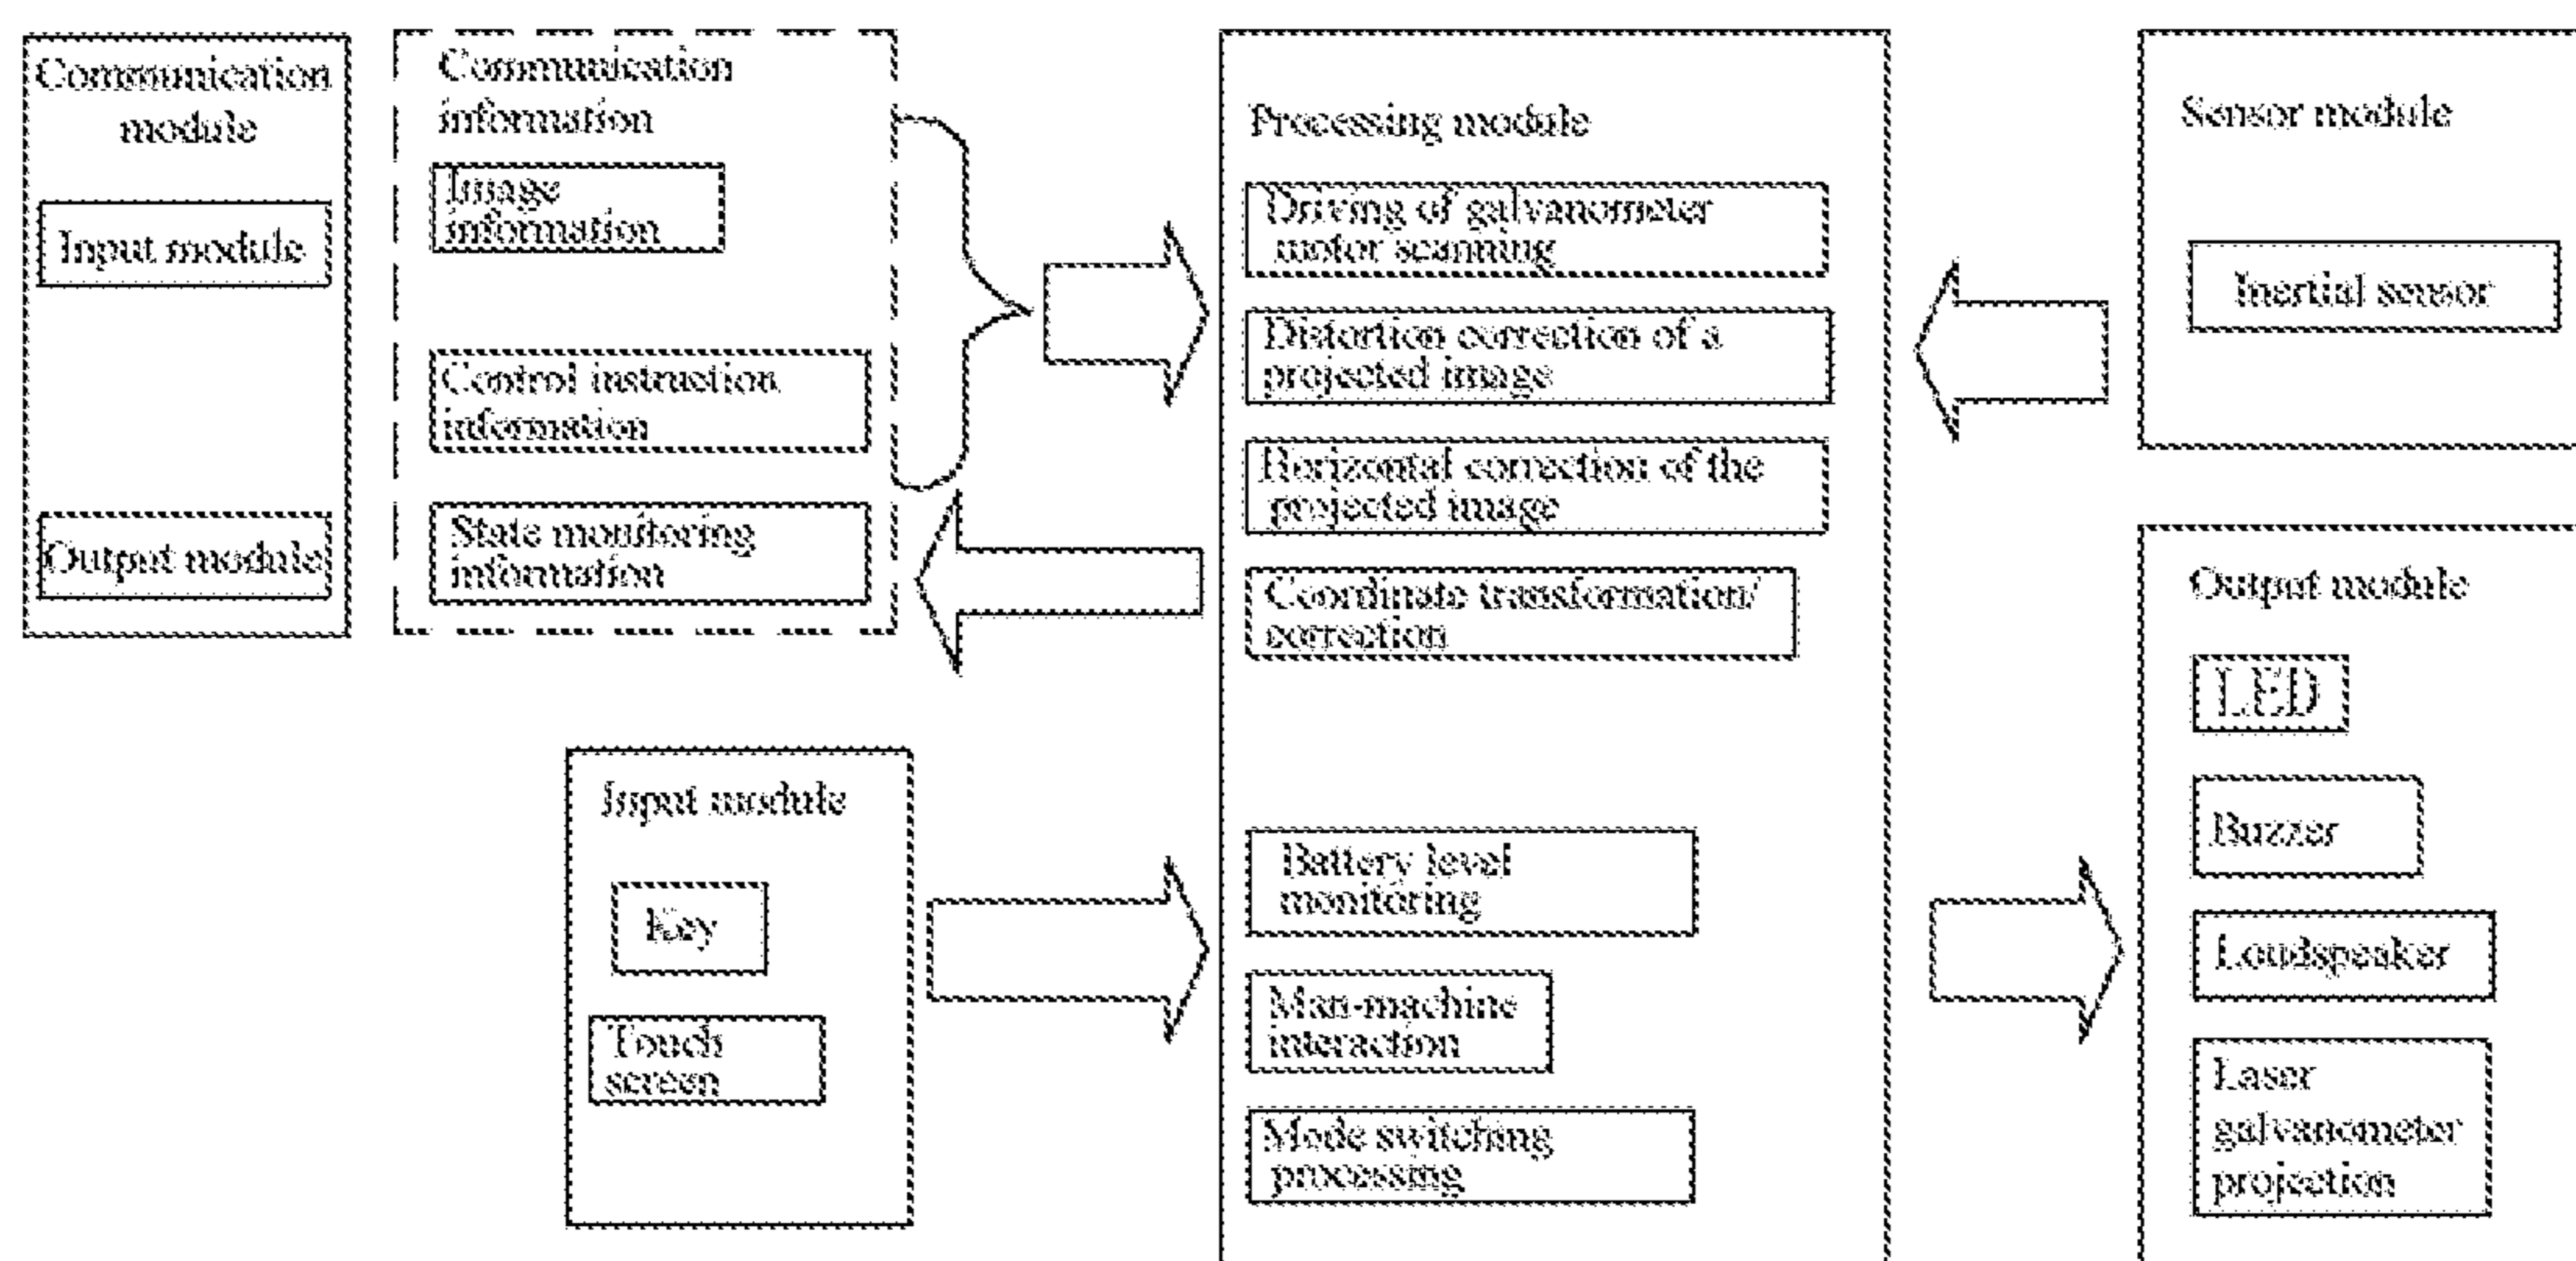 Communication
module
Input module
Output module
Communication
information
Image
information
Control instruction
information
State monitoring
information
Input module
Key
Touch
screen
Processing module
Driving of galvanometer
motor scanning
Distortion correction of a
projected image
Horizontal correction of the
projected image
Coordinate transformation/
correction
Battery level
monitoring
Man-machine
interaction
Mode switching
processing
Sensor module
Inertial sensor
Output module
LED
Buzzer
Loudspeaker
Laser
galvanometer
projection